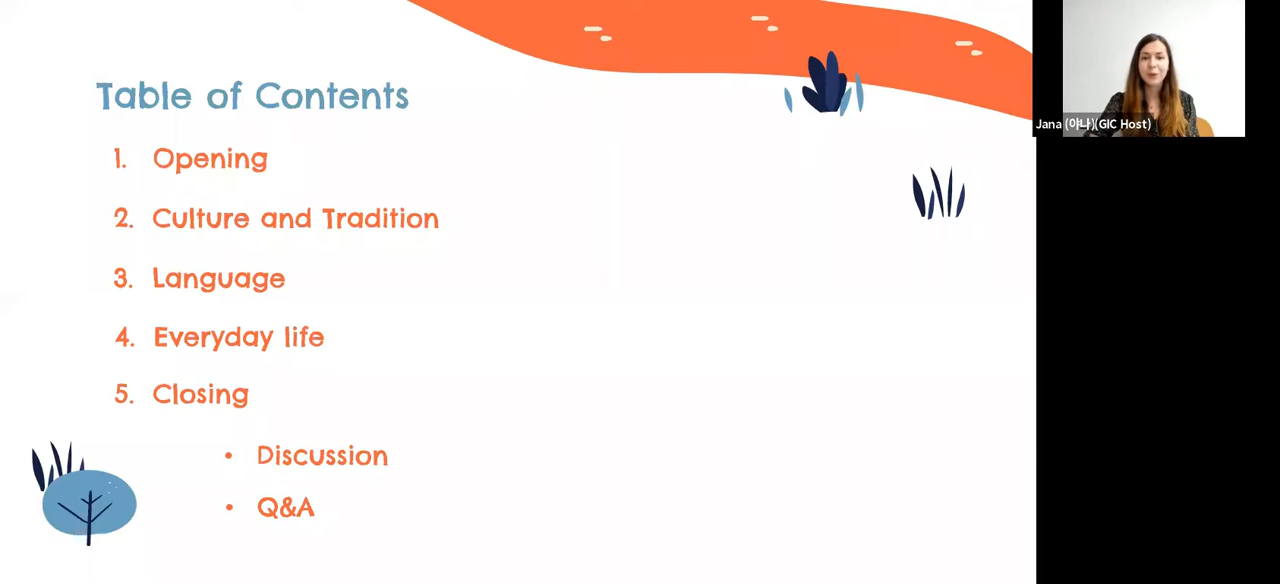 Table of Contents
1. Opening
2. Culture and Tradition
3. Language
4. Everyday life
5. Closing
• Discussion
• Q&A
Jana (야나)(GIC Host)